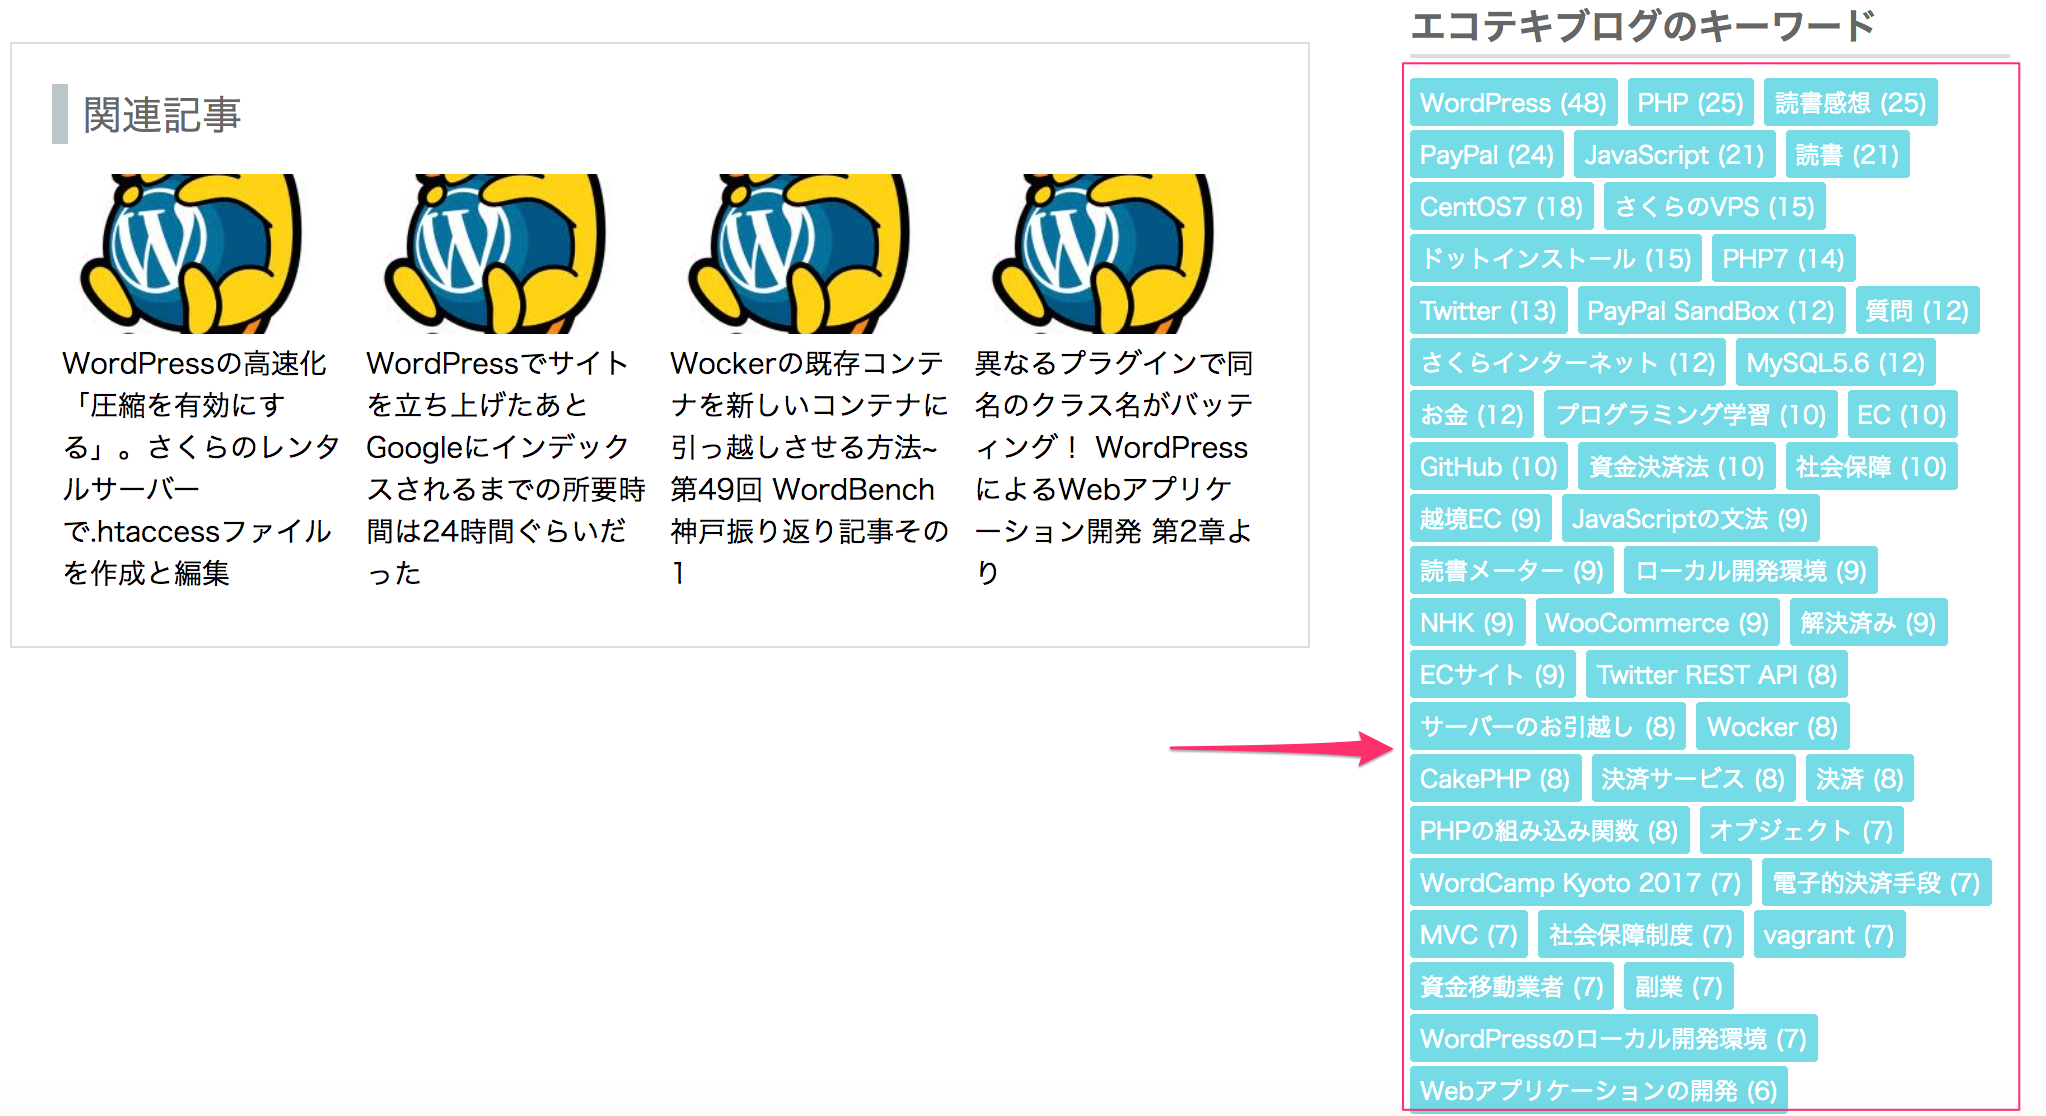 関連記事
WordPressの高速化
「圧縮を有効にす
る」。さくらのレンタ
ルサーバー
で.htaccessファイル
を作成と編集
WordPressでサイト
を立ち上げたあと
Googleにインデック
スされるまでの所要時
間は24時間ぐらいだ
った
Wockerの既存コンテ
ナを新しいコンテナに
引っ越しさせる方法~
第49回 WordBench
神戸振り返り記事その
1
異なるプラグインで同
名のクラス名がバッテ
ィング！ WordPress
によるWebアプリケ
ーション開発 第2章よ
り
エコテキブログのキーワード
WordPress (48) PHP (25) 読書感想 (25)
PayPal (24) JavaScript (21) 読書 (21)
CentOS7 (18) さくらのVPS (15)
ドットインストール (15) PHP7 (14)
Twitter (13) PayPal SandBox (12) 質問 (12)
さくらインターネット (12) MySQL5.6 (12)
お金 (12) プログラミング学習 (10) EC (10)
GitHub (10) 資金決済法 (10) 社会保障 (10)
越境EC (9) JavaScriptの文法 (9)
読書メーター (9) ローカル開発環境 (9)
NHK (9) WooCommerce (9) 解決済み (9)
ECサイト (9) Twitter REST API (8)
サーバーのお引越し (8) Wocker (8)
CakePHP (8) 決済サービス (8) 決済 (8)
PHPの組み込み関数 (8) オブジェクト (7)
WordCamp Kyoto 2017 (7) 電子的決済手段 (7)
MVC (7) 社会保障制度 (7) vagrant (7)
資金移動業者 (7) 副業 (7)
WordPressのローカル開発環境 (7)
Webアプリケーションの開発 (6)